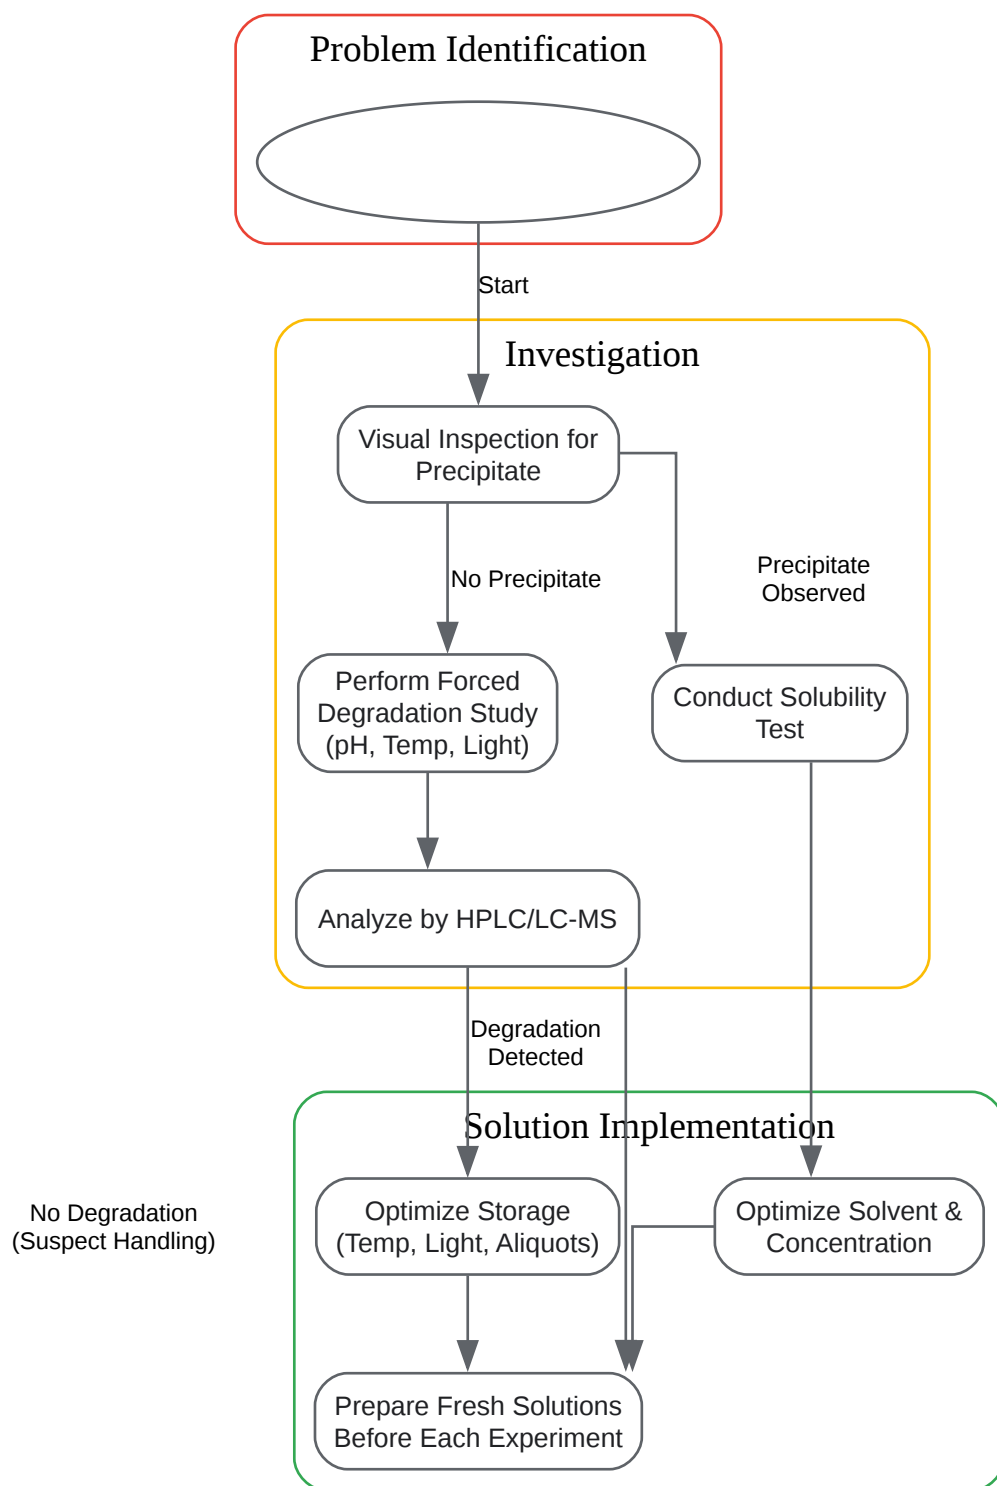 Problem Identification
Start
Investigation
Visual Inspection for
Precipitate
No Precipitate
Precipitate
Observed
Perform Forced
Degradation Study
(pH, Temp, Light)
Conduct Solubility
Test
Analyze by HPLC/LC-MS
Degradation
Detected
Solution Implementation
No Degradation
(Suspect Handling)
Optimize Storage
(Temp, Light, Aliquots)
Optimize Solvent &
Concentration
Prepare Fresh Solutions
Before Each Experiment